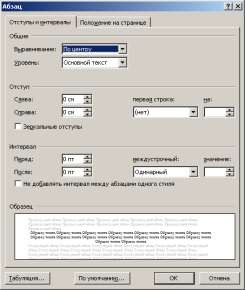 Абзац
Отступы и интервалы Положение на странице
Общие
Выравнивание: По центру
Уровень: Основной текст
Отступ
Слева: 0 см первая строка: на:
Справа: 0 см (нет)
Зеркальные отступы
Интервал
Перед: 0 пт междустрочный: значение:
После: 0 пт Одинарный
Не добавлять интервал между абзацами одного стиля
Образец
Табуляция... По умолчанию... ОК Отмена